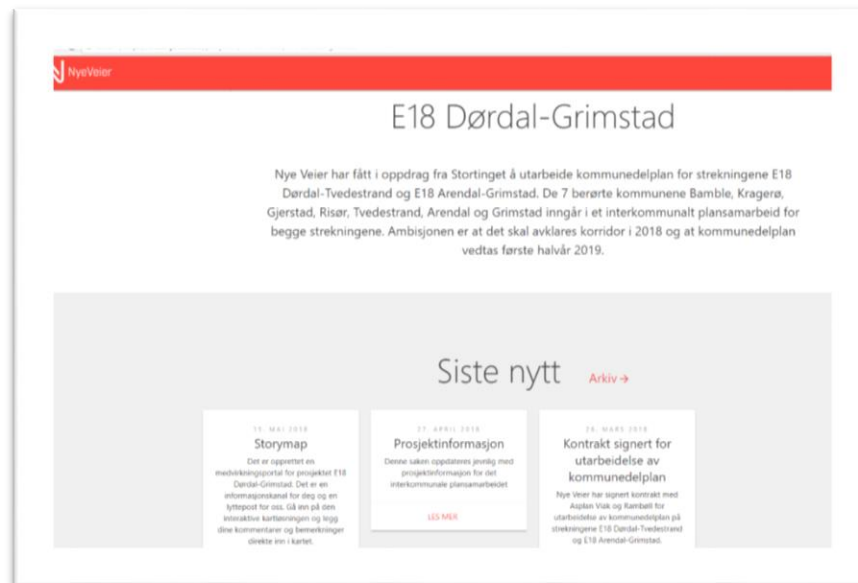 NyeVeier
E18 Dørdal-Grimstad
Nye Veier har fått i oppdrag fra Stortinget å utarbeide kommunedelplan for strekningene E18
Dørdal-Tvedestrand og E18 Arendal-Grimstad. De 7 berørte kommunene Bamble, Kragerø,
Gjerstad, Risør, Tvedestrand, Arendal og Grimstad inngår i et interkommunalt plansamarbeid for
begge strekningene. Ambisjonen er at det skal avklares korridor i 2018 og at kommunedelplan
vedtas første halvår 2019.
Siste nytt Arkiv →
MAI 2018
Storymap
Det er opprettet en
medvirkningsportal for prosjektet E18
Dørdal-Grimstad. Det er en
informasjonskanal for deg og en
lyttepost for oss. Gå inn på den
interaktive kartløsningen og legg
dine kommentarer og bemerkninger
direkte inn i kartet.
27. APRIL 2018
Prosjektinformasjon
Denne saken oppdateres jevnlig med
prosjektinformasjon for det
interkommunale plansamarbeidet
LES MER
26. MARS 2018
Kontrakt signert for
utarbeidelse av
kommunedelplan
Nye Veier har signert kontrakt med
Asplan Viak og Rambøll for
utarbeidelse av kommunedelplan på
strekningene E18 Dørdal-Tvedestrand
og E18 Arendal-Grimstad.